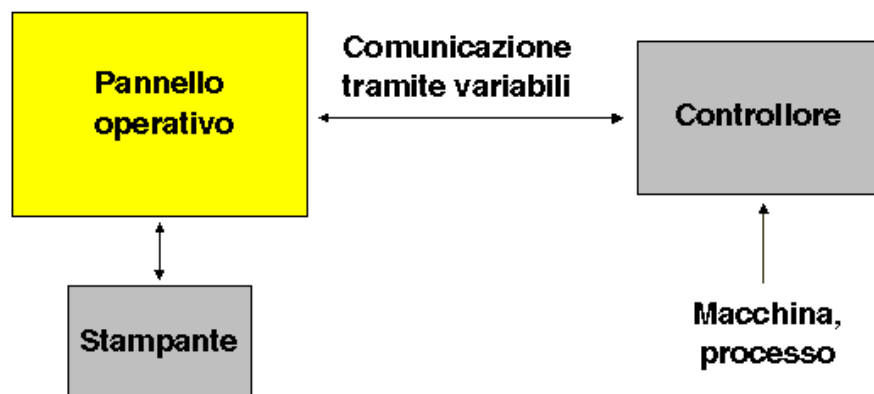 Pannello
operativo
Comunicazione
tramite variabili
Controllore
Stampante
Macchina,
processo